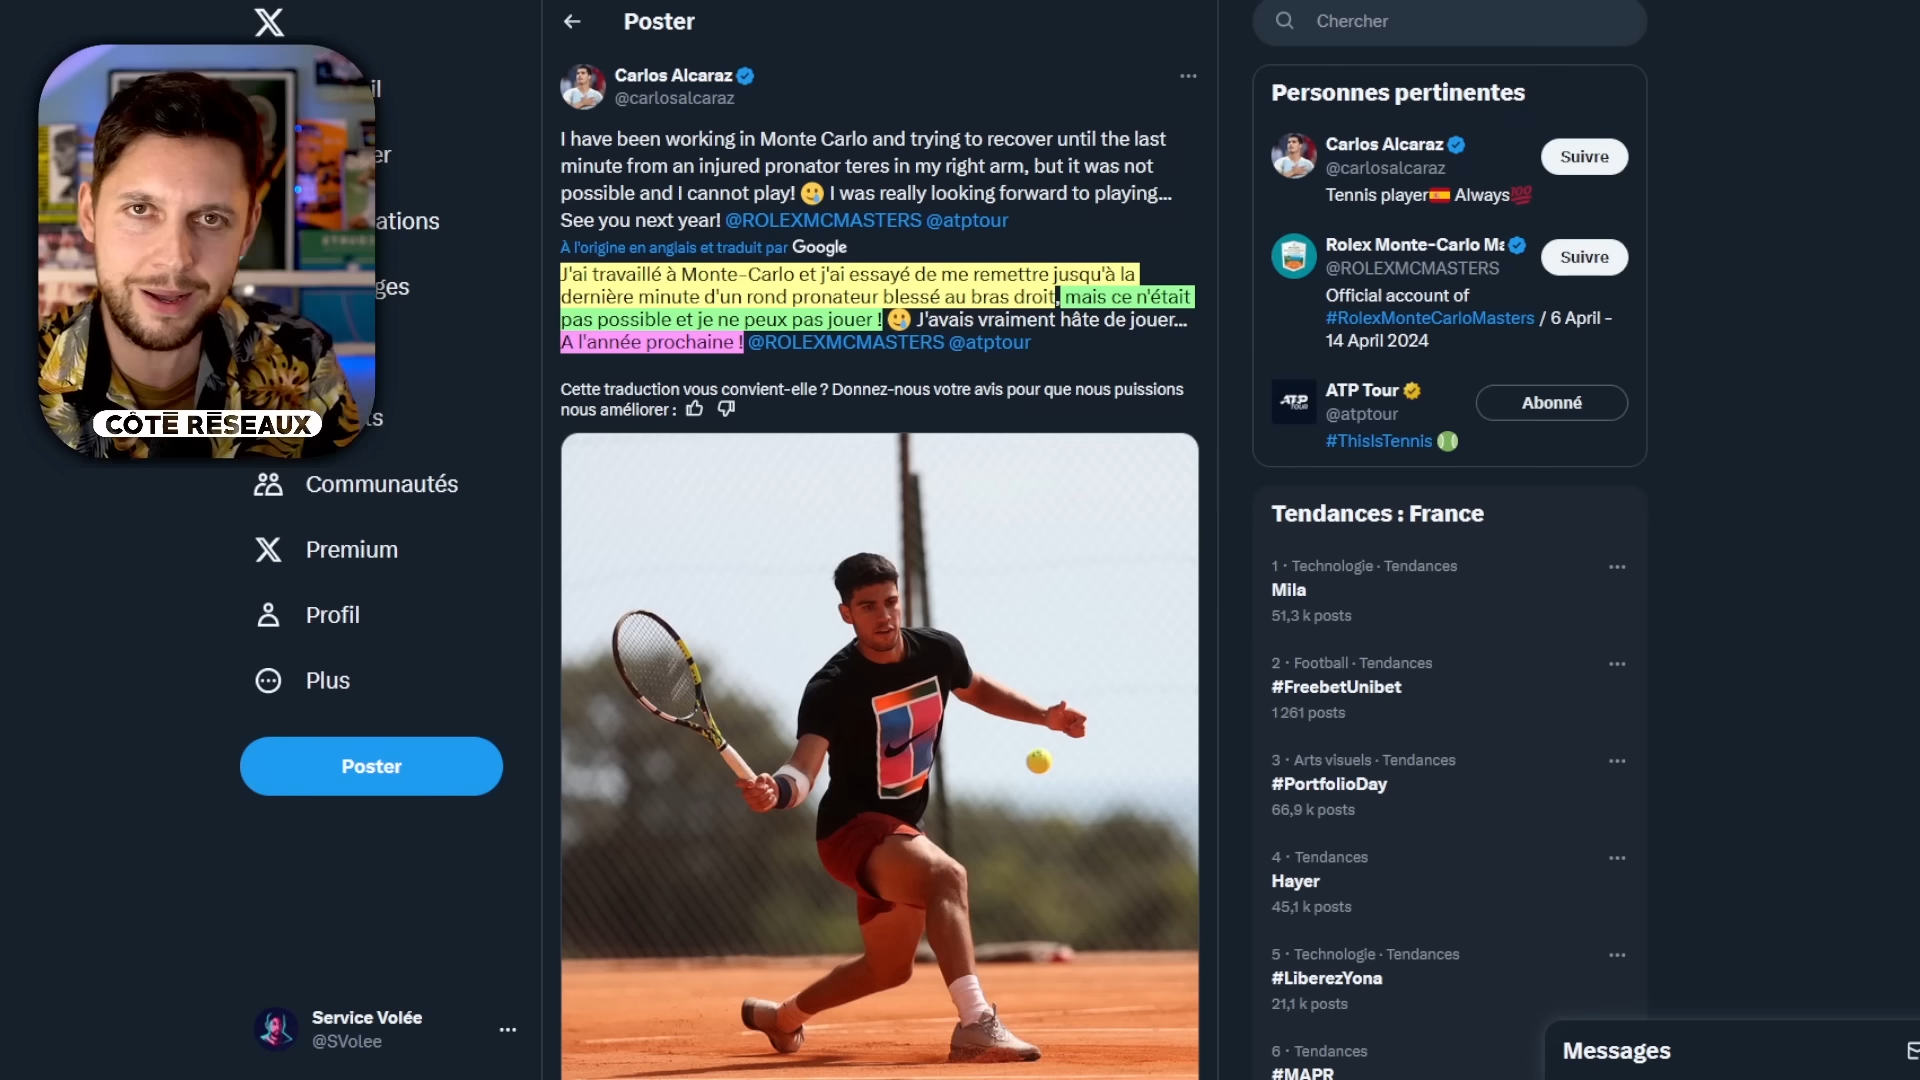 Poster
Chercher
Carlos Alcaraz
@carlosalcaraz
I have been working in Monte Carlo and trying to recover until the last
minute from an injured pronator teres in my right arm, but it was not
possible and I cannot play! 🥲 I was really looking forward to playing...
See you next year! @ROLEXMCMASTERS @atptour
À l'origine en anglais et traduit par Google
J'ai travaillé à Monte-Carlo et j'ai essayé de me remettre jusqu'à la
dernière minute d'un rond pronateur blessé au bras droit, mais ce n'était
pas possible et je ne peux pas jouer ! 🥲 J'avais vraiment hâte de jouer...
A l'année prochaine ! @ROLEXMCMASTERS @atptour
Cette traduction vous convient-elle ? Donnez-nous votre avis pour que nous puissions
nous améliorer :
CÔTÉ RÉSEAUX
il
er
ations
ges
ts
Communautés
Premium
Profil
Plus
Poster
Service Volée
@SVolee
Personnes pertinentes
Carlos Alcaraz
@carlosalcaraz
Suivre
Tennis player🇪🇸 Always💯
Rolex Monte-Carlo Ma
@ROLEXMCMASTERS
Suivre
Official account of
#RolexMonteCarloMasters / 6 April -
14 April 2024
ATP TOUR
ATP Tour
@atptour
Abonné
#ThisIsTennis 🎾
Tendances : France
1 · Technologie · Tendances
Mila
51,3 k posts
2 · Football · Tendances
#FreebetUnibet
1 261 posts
3 · Arts visuels · Tendances
#PortfolioDay
66,9 k posts
4 · Tendances
Hayer
45,1 k posts
5 · Technologie · Tendances
#LiberezYona
21,1 k posts
6 · Tendances
#MAPR
Messages